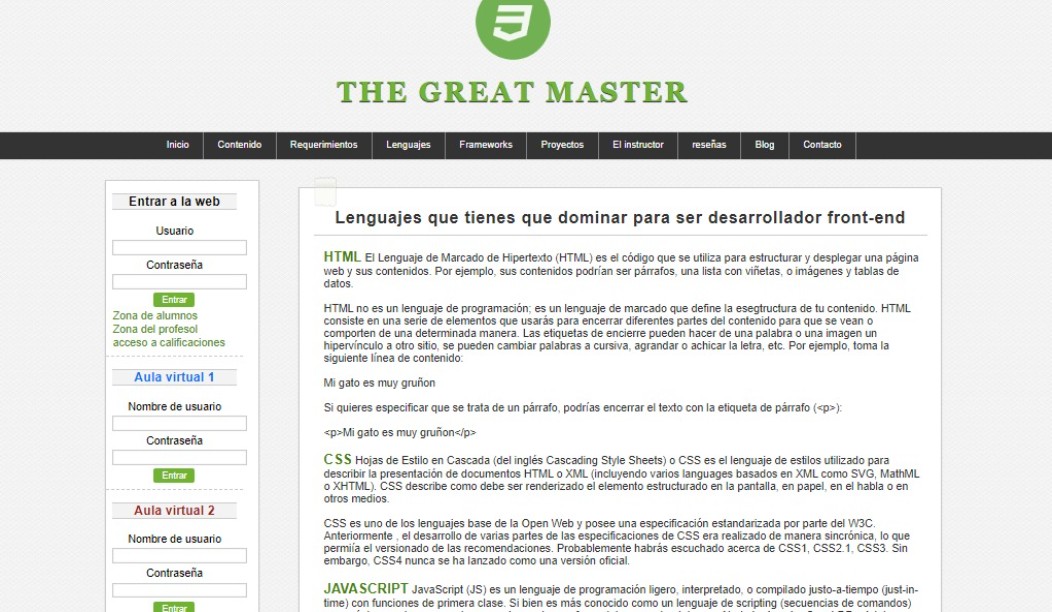 THE GREAT MASTER
Inicio
Contenido
Requerimientos
Lenguajes
Frameworks
Proyectos
El instructor
reseñas
Blog
Contacto
Entrar a la web
Usuario
Contraseña
Entrar
Zona de alumnos
Zona del profesol
acceso a calificaciones
Aula virtual 1
Nombre de usuario
Contraseña
Entrar
Aula virtual 2
Nombre de usuario
Contraseña
Entrar
Lenguajes que tienes que dominar para ser desarrollador front-end
HTML El Lenguaje de Marcado de Hipertexto (HTML) es el código que se utiliza para estructurar y desplegar una página
web y sus contenidos. Por ejemplo, sus contenidos podrían ser párrafos, una lista con viñetas, o imágenes y tablas de
datos.
HTML no es un lenguaje de programación; es un lenguaje de marcado que define la esegtructura de tu contenido. HTML
consiste en una serie de elementos que usarás para encerrar diferentes partes del contenido para que se vean o
comporten de una determinada manera. Las etiquetas de encierre pueden hacer de una palabra o una imagen un
hipervínculo a otro sitio, se pueden cambiar palabras a cursiva, agrandar o achicar la letra, etc. Por ejemplo, toma la
siguiente línea de contenido:
Mi gato es muy gruñon
Si quieres especificar que se trata de un párrafo, podrías encerrar el texto con la etiqueta de párrafo (<p>):
<p>Mi gato es muy gruñon</p>
CSS Hojas de Estilo en Cascada (del inglés Cascading Style Sheets) o CSS es el lenguaje de estilos utilizado para
describir la presentación de documentos HTML o XML (incluyendo varios languages basados en XML como SVG, MathML
o XHTML). CSS describe como debe ser renderizado el elemento estructurado en la pantalla, en papel, en el habla o en
otros medios.
CSS es uno de los lenguajes base de la Open Web y posee una especificación estandarizada por parte del W3C.
Anteriormente , el desarrollo de varias partes de las especificaciones de CSS era realizado de manera sincrónica, lo que
permiía el versionado de las recomendaciones. Probablemente habrás escuchado acerca de CSS1, CSS2.1, CSS3. Sin
embargo, CSS4 nunca se ha lanzado como una versión oficial.
JAVASCRIPT JavaScript (JS) es un lenguaje de programación ligero, interpretado, o compilado justo-a-tiempo (just-in-
time) con funciones de primera clase. Si bien es más conocido como un lenguaje de scripting (secuencias de comandos)